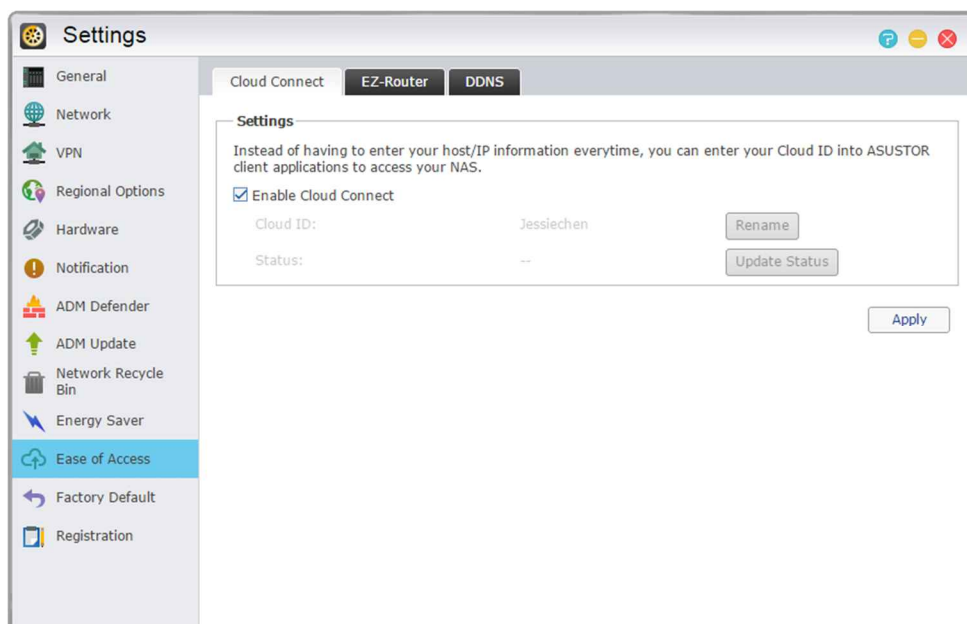 Settings
General
Network
VPN
Regional Options
Hardware
Notification
ADM Defender
ADM Update
Network Recycle
Bin
Energy Saver
Ease of Access
Factory Default
Registration
Cloud Connect EZ-Router DDNS
Settings
Instead of having to enter your host/IP information everytime, you can enter your Cloud ID into ASUSTOR
client applications to access your NAS.
Enable Cloud Connect
Cloud ID: Jessiechen Rename
Status: -- Update Status
Apply